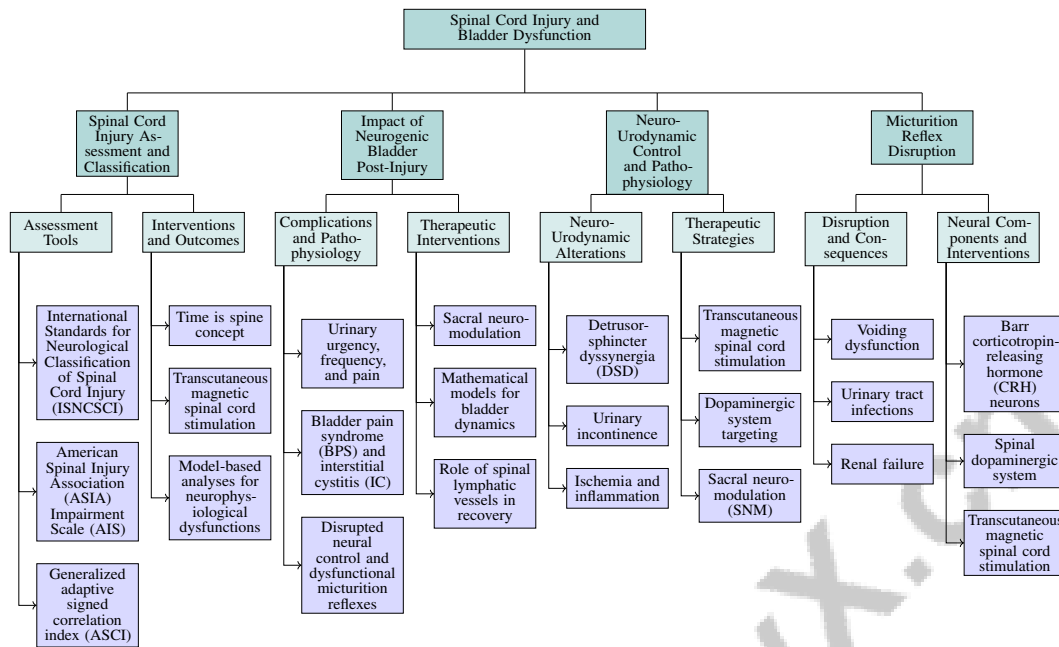 Spinal Cord Injury and
Bladder Dysfunction
Spinal Cord
Injury As-
sessment and
Classification
Impact of
Neurogenic
Bladder
Post-Injury
Neuro-
Urodynamic
Control
and Patho-
physiology
Micturition
Reflex
Disruption
Assessment
Tools
Interventions
and Outcomes
Complications
and Patho-
physiology
Therapeutic
Interventions
Neuro-
Urodynamic
Alterations
Therapeutic
Strategies
Disruption
and Con-
sequences
Neural Com-
ponents and
Interventions
International
Standards for
Neurological
Classification
of Spinal
Cord Injury
(ISNCSCI)
American
Spinal Injury
Association
(ASIA)
Impairment
Scale (AIS)
Generalized
adaptive
signed
correlation
index (ASCI)
Time is spine
concept
Transcutaneous
magnetic
spinal cord
stimulation
Model-based
analyses for
neurophys-
iological
dysfunctions
Urinary
urgency,
frequency,
and pain
Bladder pain
syndrome
(BPS) and
interstitial
cystitis (IC)
Disrupted
neural
control and
dysfunctional
micturition
reflexes
Sacral neuro-
modulation
Mathematical
models for
bladder
dynamics
Role of spinal
lymphatic
vessels in
recovery
Detrusor-
sphincter
dyssynergia
(DSD)
Urinary
incontinence
Ischemia and
inflammation
Transcutaneous
magnetic
spinal cord
stimulation
Dopaminergic
system
targeting
Sacral neuro-
modulation
(SNM)
Voiding
dysfunction
Urinary tract
infections
Renal failure
Barr
corticotropin-
releasing
hormone
(CRH)
neurons
Spinal
dopaminergic
system
Transcutaneous
magnetic
spinal cord
stimulation